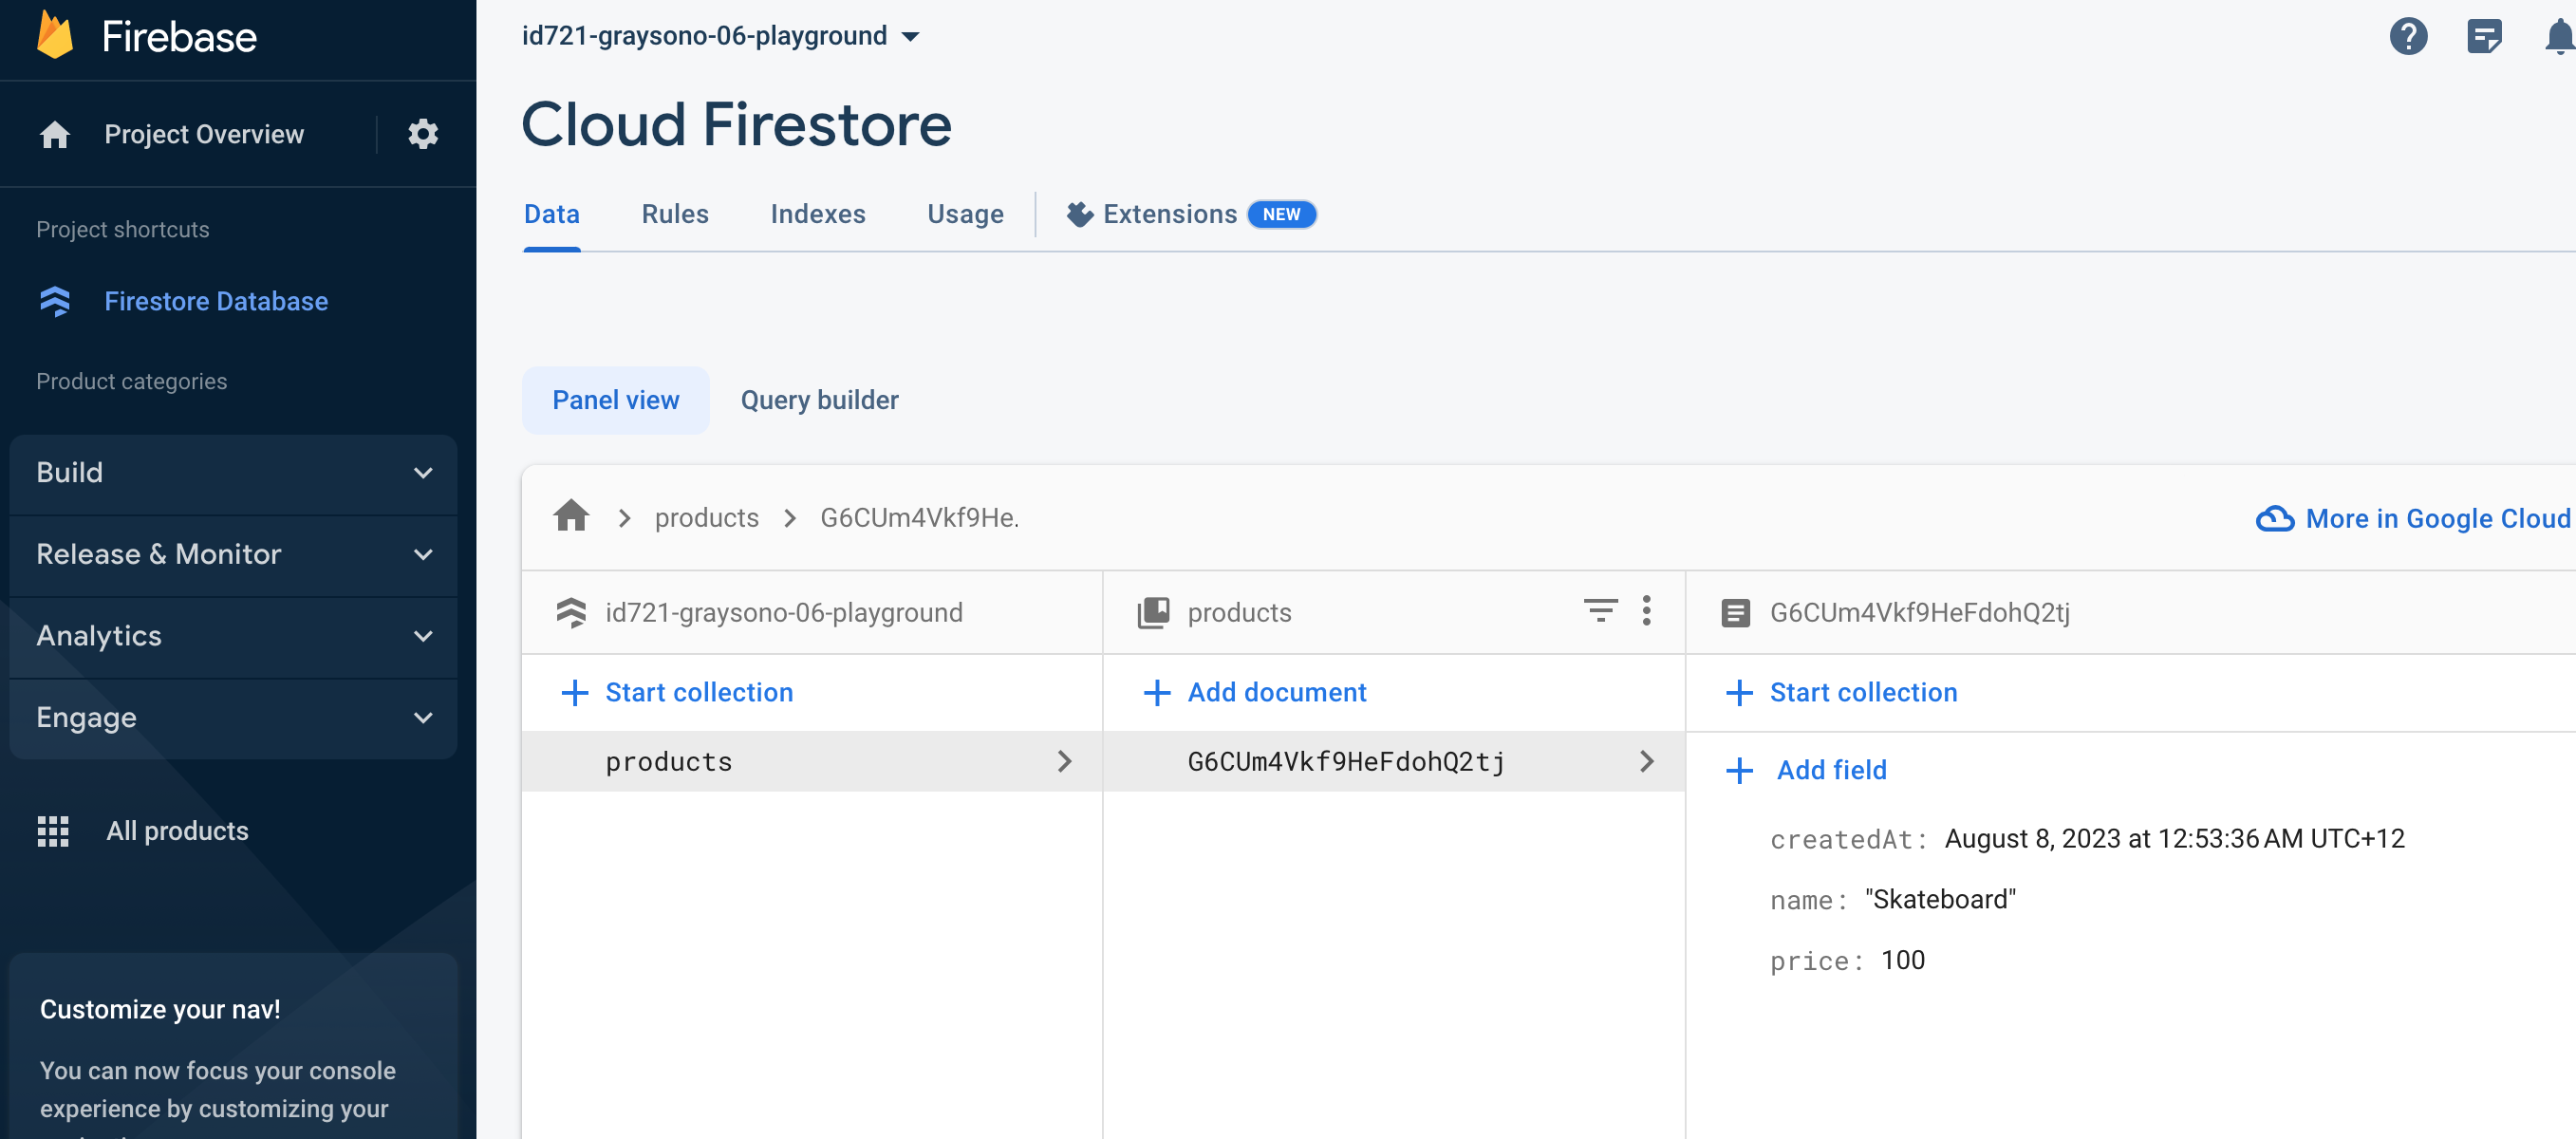 Firebase
id721-graysono-06-playground
Project Overview
Cloud Firestore
Data Rules Indexes Usage Extensions NEW
Project shortcuts
Firestore Database
Product categories
Build
Release & Monitor
Analytics
Engage
All products
Customize your nav!
You can now focus your console
experience by customizing your
Panel view Query builder
products G6CUm4Vkf9He.
More in Google Cloud
id721-graysono-06-playground
Start collection
products
products
Add document
G6CUm4Vkf9HeFdohQ2tj
G6CUm4Vkf9HeFdohQ2tj
Start collection
Add field
createdAt: August 8, 2023 at 12:53:36 AM UTC+12
name: "Skateboard"
price: 100